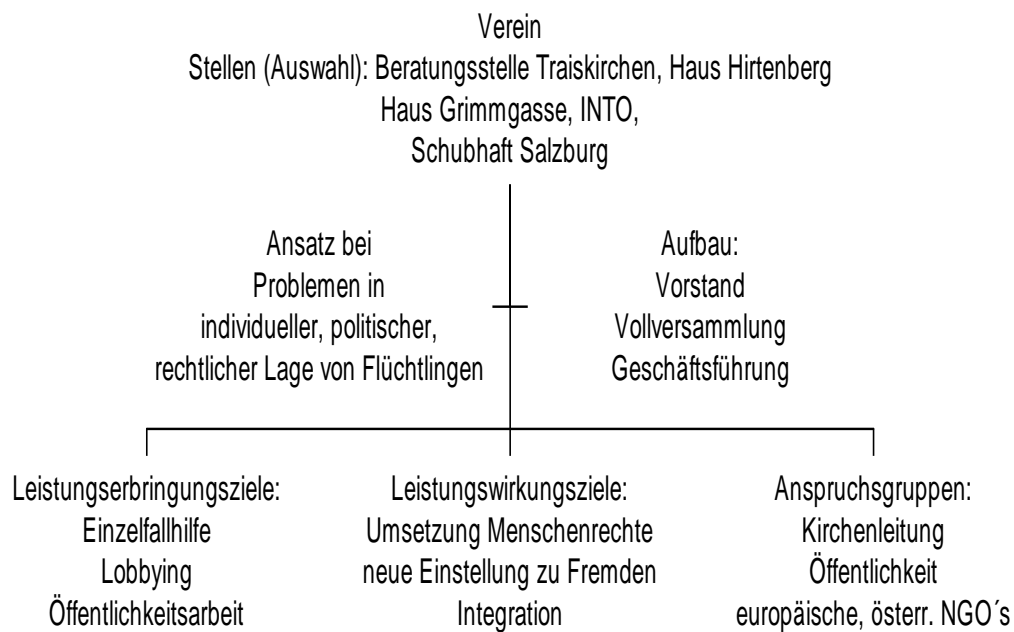 Verein
Stellen (Auswahl): Beratungsstelle Traiskirchen, Haus Hirtenberg
Haus Grimmgasse, INTO,
Schubhaft Salzburg
Ansatz bei
Problemen in
individueller, politischer,
rechtlicher Lage von Flüchtlingen
Aufbau:
Vorstand
Vollversammlung
Geschäftsführung
Leistungserbringungsziele:
Einzelfallhilfe
Lobbying
Öffentlichkeitsarbeit
Leistungswirkungsziele:
Umsetzung Menschenrechte
neue Einstellung zu Fremden
Integration
Anspruchsgruppen:
Kirchenleitung
Öffentlichkeit
europäische, österr. NGO´s